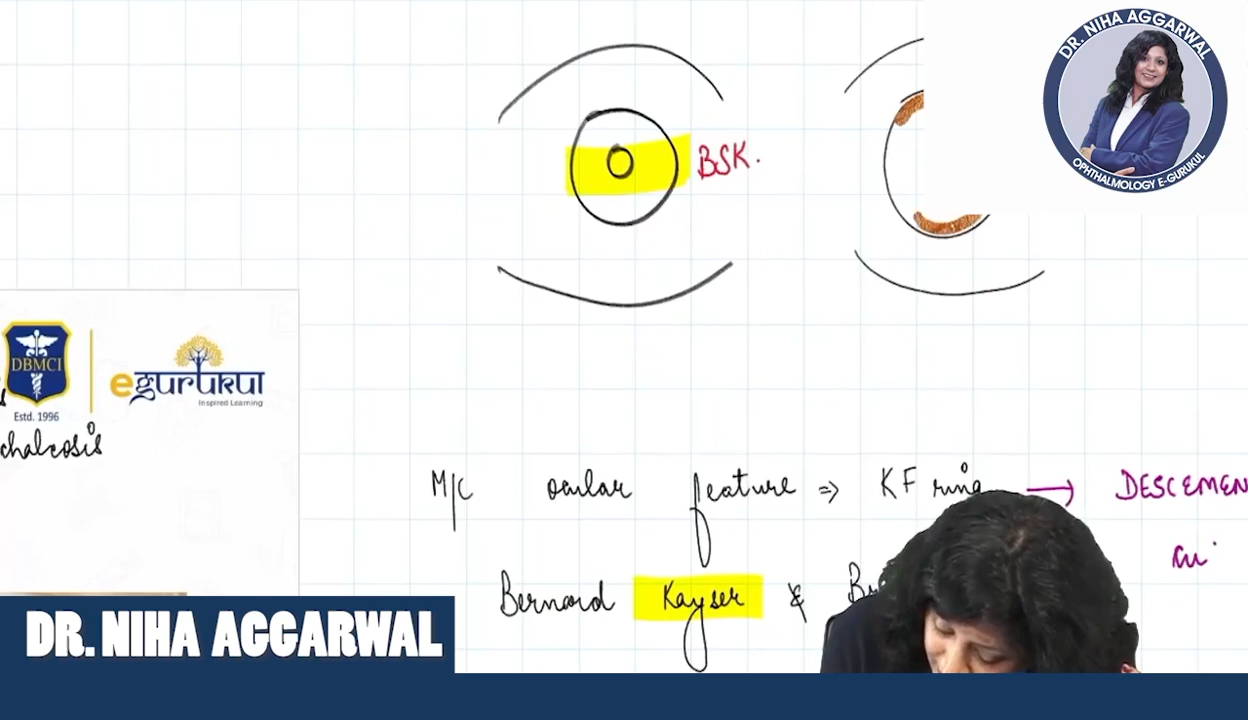 DR. NIHA AGGARWAL
OPHTHALMOLOGY E-GURUKUL
BSK.
DBMCI
Estd. 1996
egurukul
Inspired Learning
chalcosis
M/C ocular feature => KF ring → DESCEMEN
Cu
Bernard Kayser &
DR. NIHA AGGARWAL